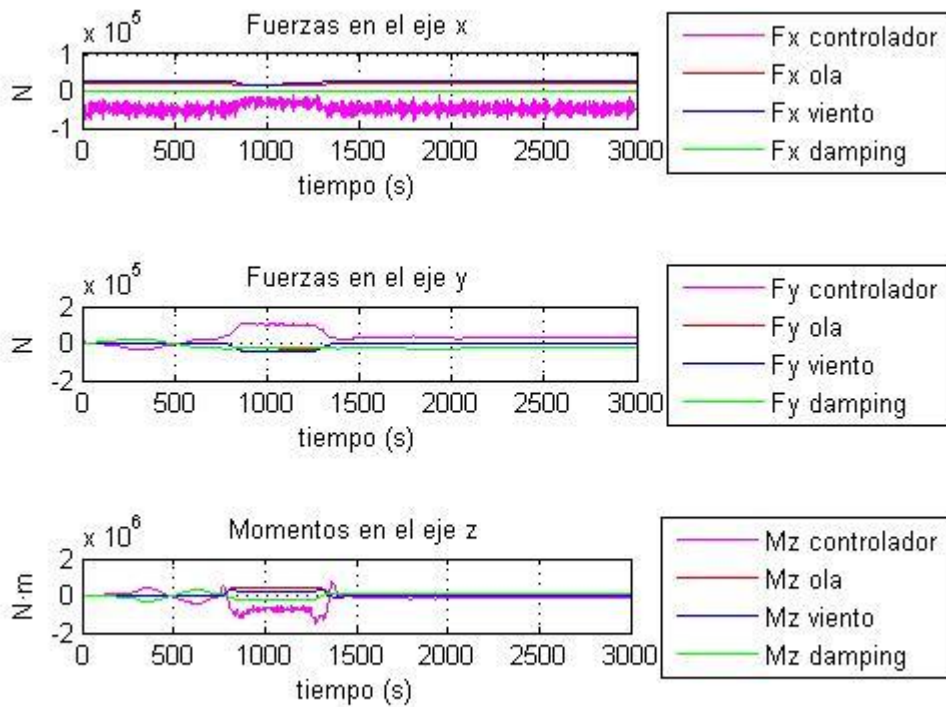 x 10^5
Fuerzas en el eje x
1
0
-1
N
0 500 1000 1500 2000 2500 3000
tiempo (s)
Fx controlador
Fx ola
Fx viento
Fx damping
x 10^5
Fuerzas en el eje y
2
0
-2
N
0 500 1000 1500 2000 2500 3000
tiempo (s)
Fy controlador
Fy ola
Fy viento
Fy damping
x 10^6
Momentos en el eje z
2
0
-2
N·m
0 500 1000 1500 2000 2500 3000
tiempo (s)
Mz controlador
Mz ola
Mz viento
Mz damping